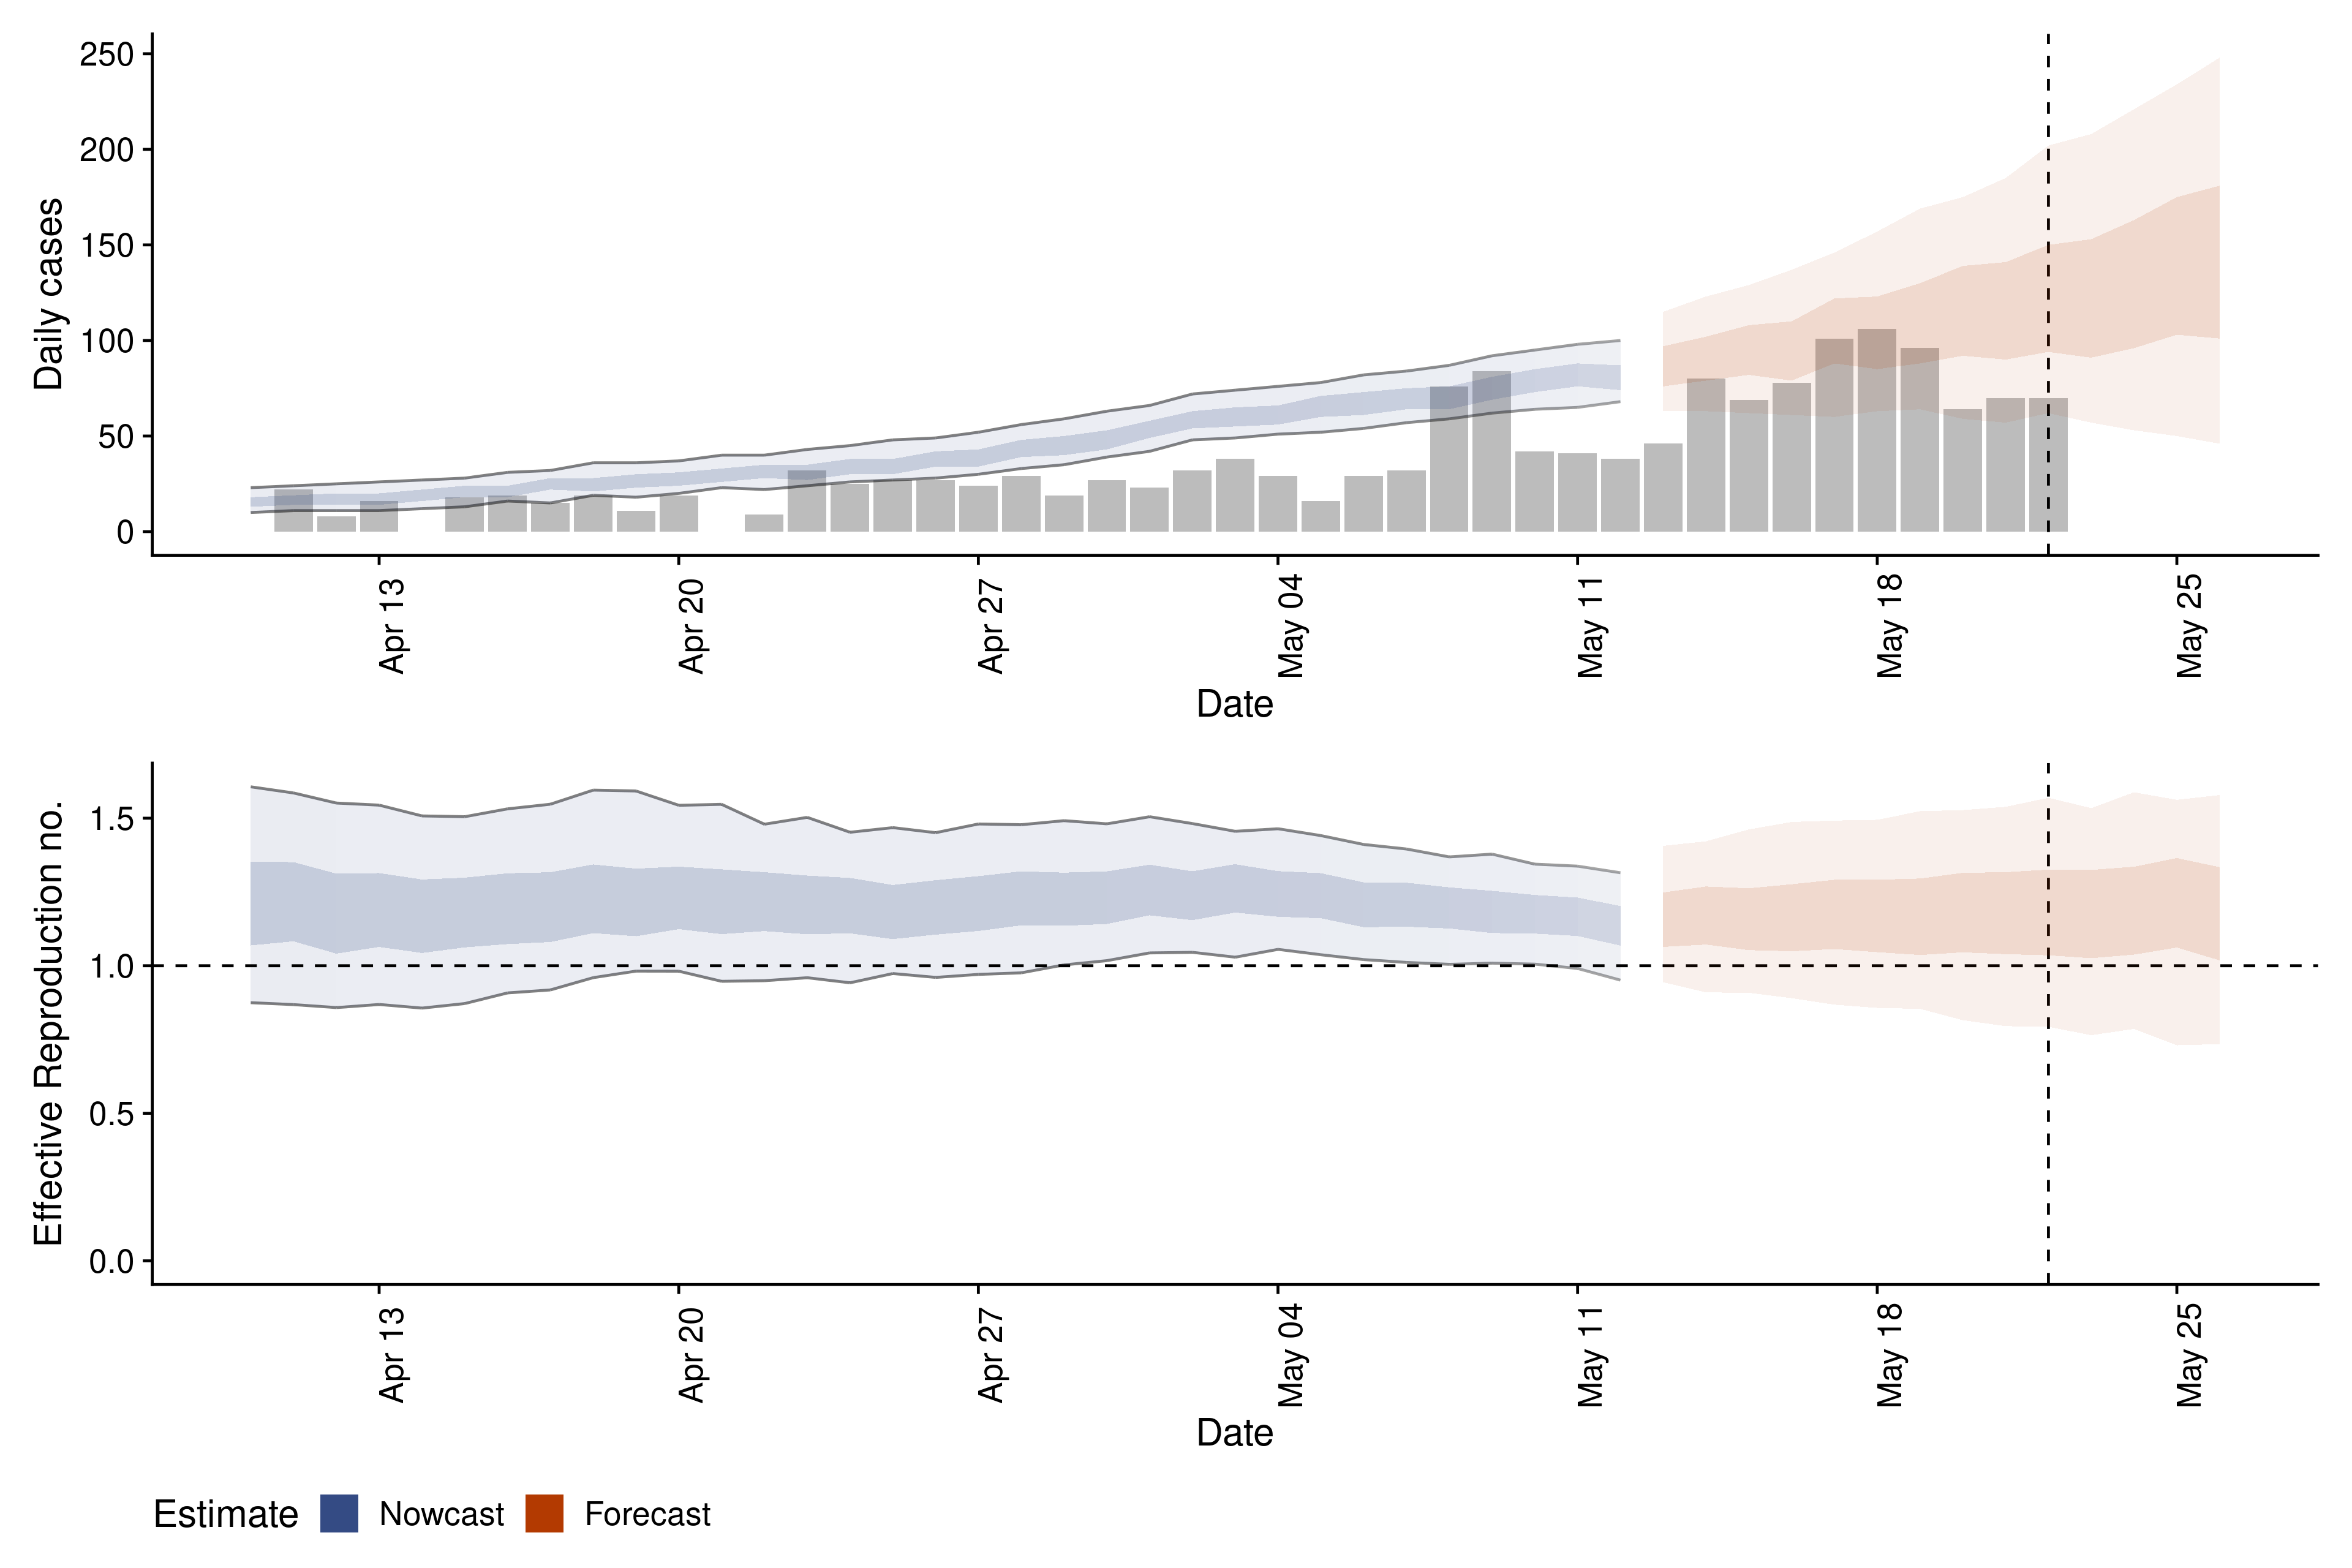 Daily cases
250
200
150
100
50
0
Apr 13
Apr 20
Apr 27
May 04
May 11
May 18
May 25
Date
Effective Reproduction no.
1.5
1.0
0.5
0.0
Apr 13
Apr 20
Apr 27
May 04
May 11
May 18
May 25
Date
Estimate Nowcast Forecast